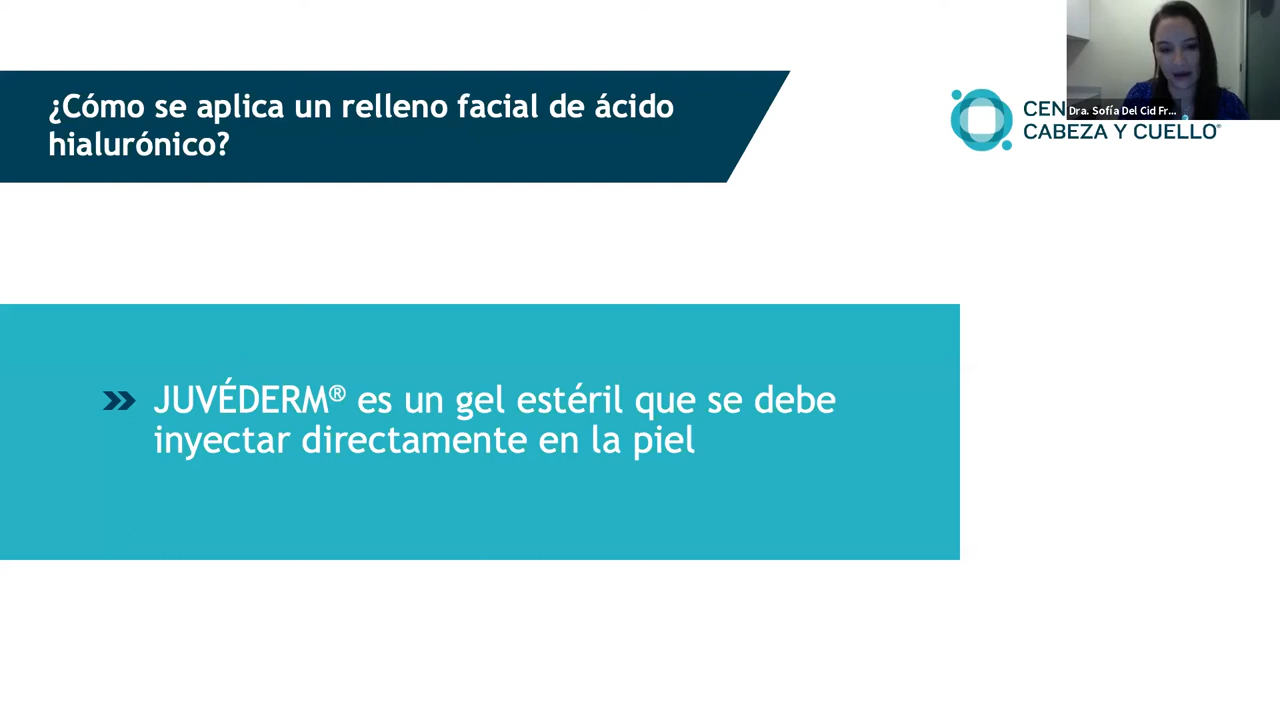 ¿Cómo se aplica un relleno facial de ácido
hialurónico?
CEN
CABEZA Y CUELLO®
Dra. Sofía Del Cid Fr...
JUVÉDERM® es un gel estéril que se debe
inyectar directamente en la piel